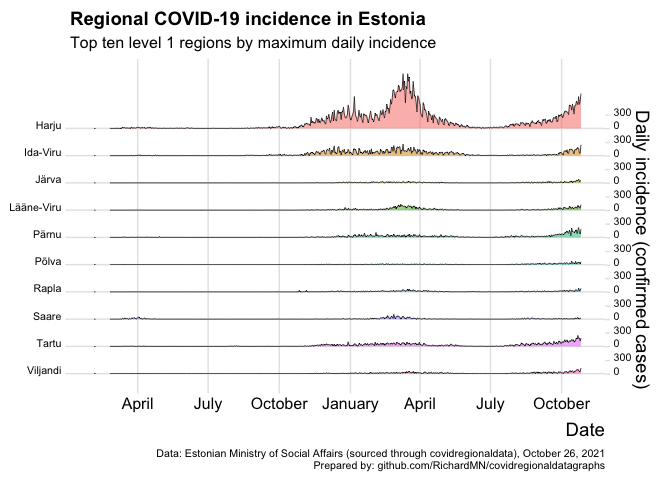 Regional COVID-19 incidence in Estonia
Top ten level 1 regions by maximum daily incidence
Harju
Ida-Viru
Järva
Lääne-Viru
Pärnu
Põlva
Rapla
Saare
Tartu
Viljandi
300
0
300
0
300
0
300
0
300
0
300
0
300
0
300
0
300
0
300
0
Daily incidence (confirmed cases)
April July October January April July October
Date
Data: Estonian Ministry of Social Affairs (sourced through covidregionaldata), October 26, 2021
Prepared by: github.com/RichardMN/covidregionaldatagraphs